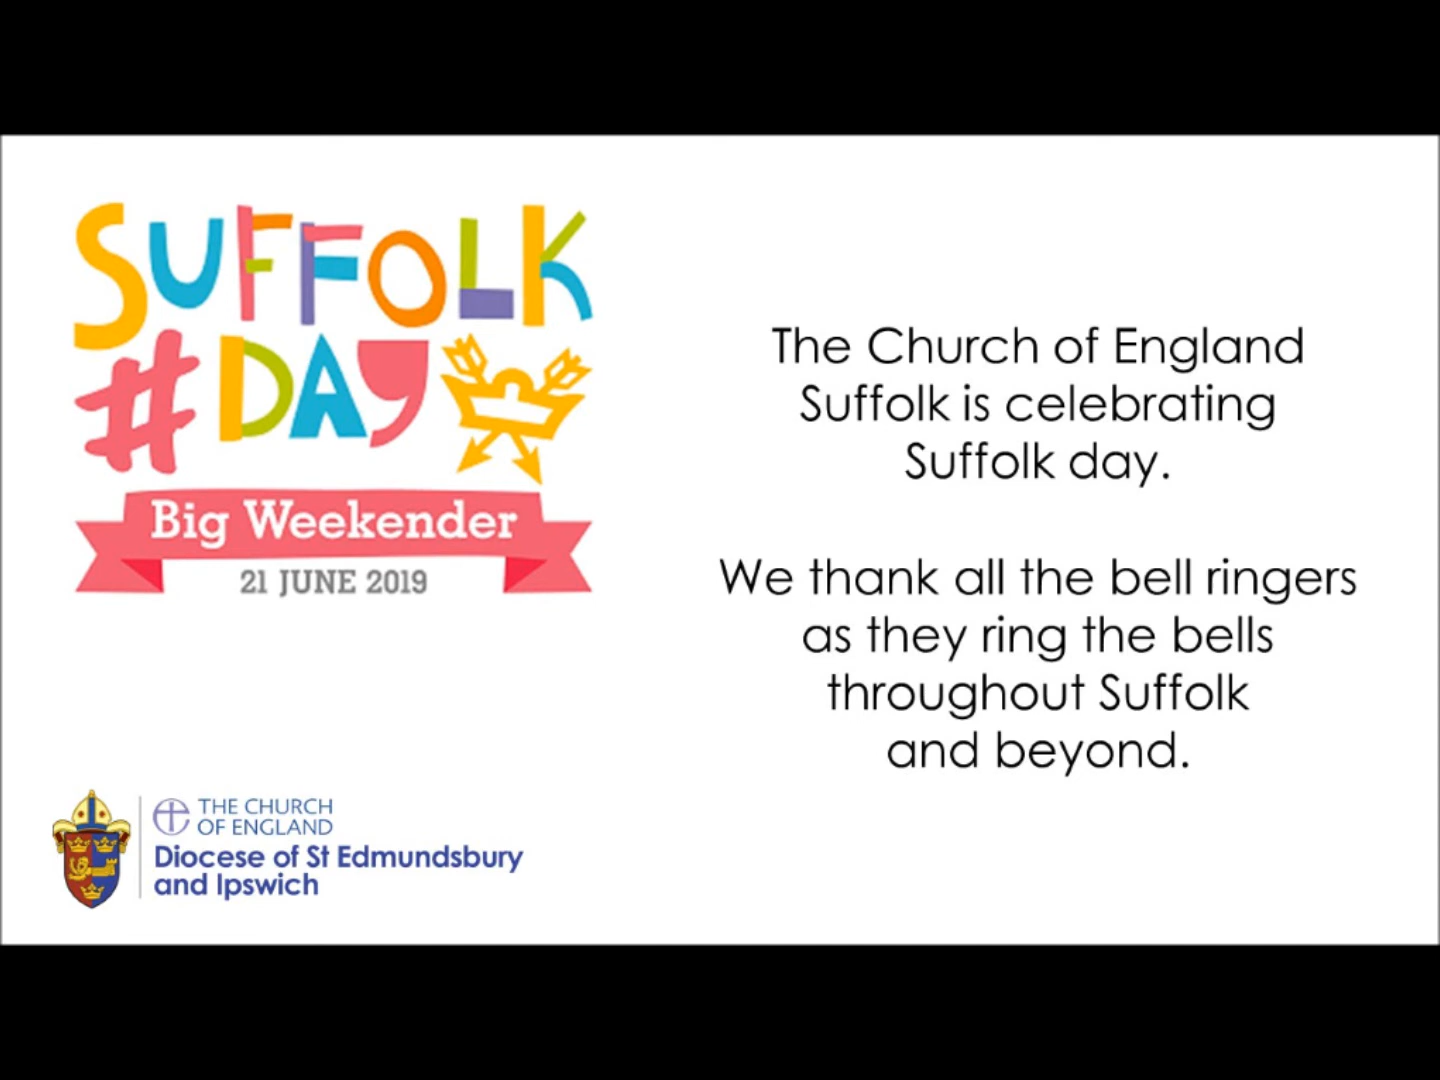 SUFFOLK
#DAY
Big Weekender
21 JUNE 2019
The Church of England
Suffolk is celebrating
Suffolk day.
We thank all the bell ringers
as they ring the bells
throughout Suffolk
and beyond.
THE CHURCH
OF ENGLAND
Diocese of St Edmundsbury
and Ipswich